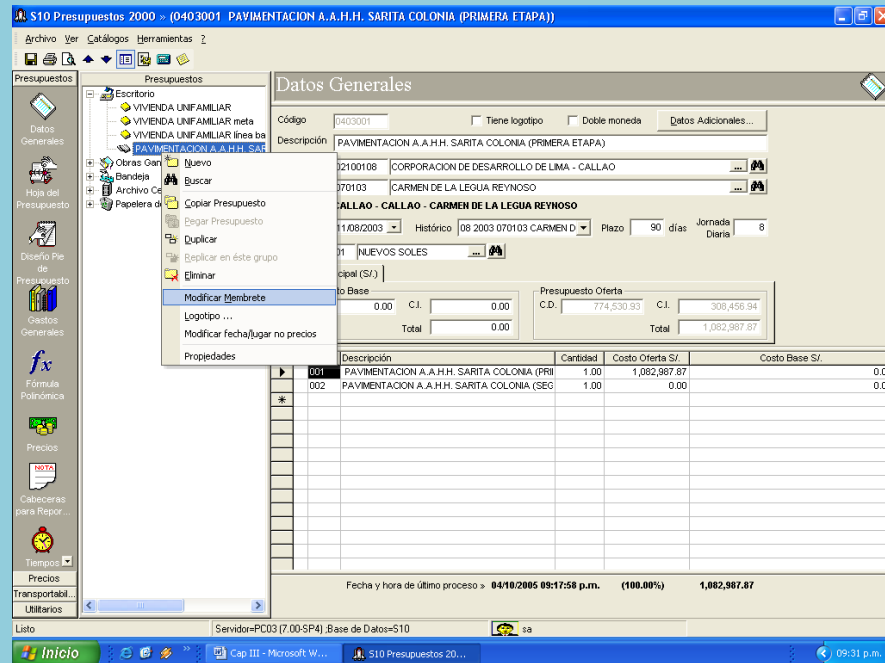 S10 Presupuestos 2000 » (0403001 PAVIMENTACION A.A.H.H. SARITA COLONIA (PRIMERA ETAPA))
Archivo Ver Catálogos Herramientas ?
Presupuestos
Datos Generales
Hoja del Presupuesto
Diseño Pie de Presupuesto
Gastos Generales
Fórmula Polinómica
Precios
NOTA
Cabeceras para Repor...
Tiempos
Precios
Transportabil...
Utilitarios
Presupuestos
Escritorio
VIVIENDA UNIFAMILIAR
VIVIENDA UNIFAMILIAR meta
VIVIENDA UNIFAMILIAR línea ba
PAVIMENTACION A.A.H.H. SAR
Obras Gan
Bandeja
Archivo Ce
Papelera d
Nuevo
Buscar
Copiar Presupuesto
Pegar Presupuesto
Duplicar
Replicar en éste grupo
Eliminar
Modificar Membrete
Logotipo ...
Modificar fecha/lugar no precios
Propiedades
Datos Generales
Código 0403001 Tiene logotipo Doble moneda Datos Adicionales...
Descripción PAVIMENTACION A.A.H.H. SARITA COLONIA (PRIMERA ETAPA)
02100108 CORPORACION DE DESARROLLO DE LIMA - CALLAO ...
070103 CARMEN DE LA LEGUA REYNOSO ...
CALLAO - CALLAO - CARMEN DE LA LEGUA REYNOSO
11/08/2003 Histórico 08 2003 070103 CARMEN D Plazo 90 días Jornada Diaria 8
01 NUEVOS SOLES ...
cipal (S/.)
to Base Presupuesto Oferta
0.00 C.I. 0.00 C.D. 774,530.93 C.I. 308,456.94
Total 0.00 Total 1,082,987.87
Descripción Cantidad Costo Oferta S/. Costo Base S/.
001 PAVIMENTACION A.A.H.H. SARITA COLONIA (PRI 1.00 1,082,987.87 0.0
002 PAVIMENTACION A.A.H.H. SARITA COLONIA (SEG 1.00 0.00 0.0
Fecha y hora de último proceso » 04/10/2005 09:17:58 p.m. (100.00%) 1,082,987.87
Listo Servidor=PC03 (7.00-SP4) ;Base de Datos=S10 sa
Inicio » Cap III - Microsoft W... S10 Presupuestos 20... 09:31 p.m.